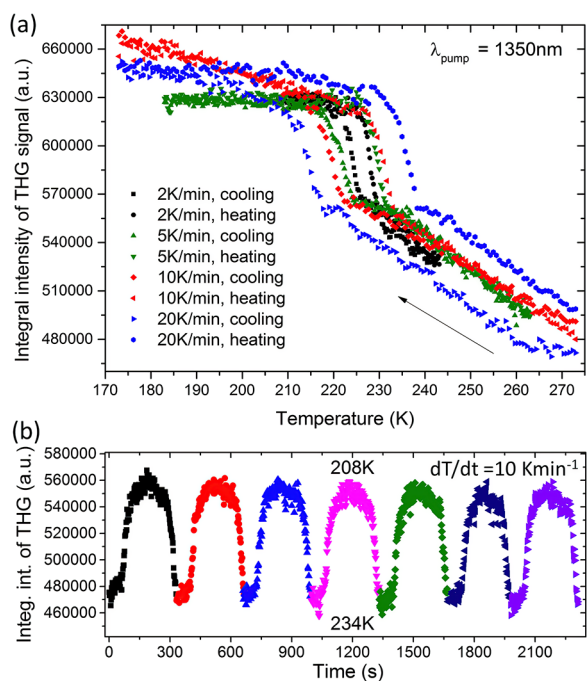 (a)
λpump = 1350nm
Integral intensity of THG signal (a.u.)
660000
630000
600000
570000
540000
510000
480000
2K/min, cooling
2K/min, heating
5K/min, cooling
5K/min, heating
10K/min, cooling
10K/min, heating
20K/min, cooling
20K/min, heating
170 180 190 200 210 220 230 240 250 260 270
Temperature (K)
(b)
Integ. int. of THG (a.u.)
580000
560000
540000
520000
500000
480000
460000
208K
dT/dt =10 Kmin⁻¹
234K
0 300 600 900 1200 1500 1800 2100
Time (s)